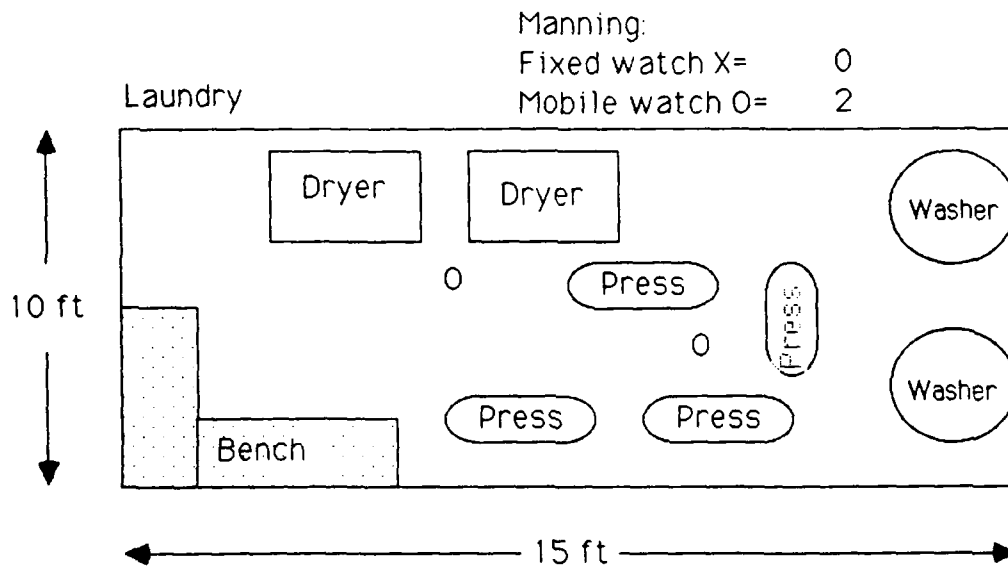 Manning:
Fixed watch X= 0
Mobile watch O= 2
Laundry
Dryer
Dryer
Washer
O
Press
Press
10 ft
O
Washer
Press
Press
Bench
15 ft